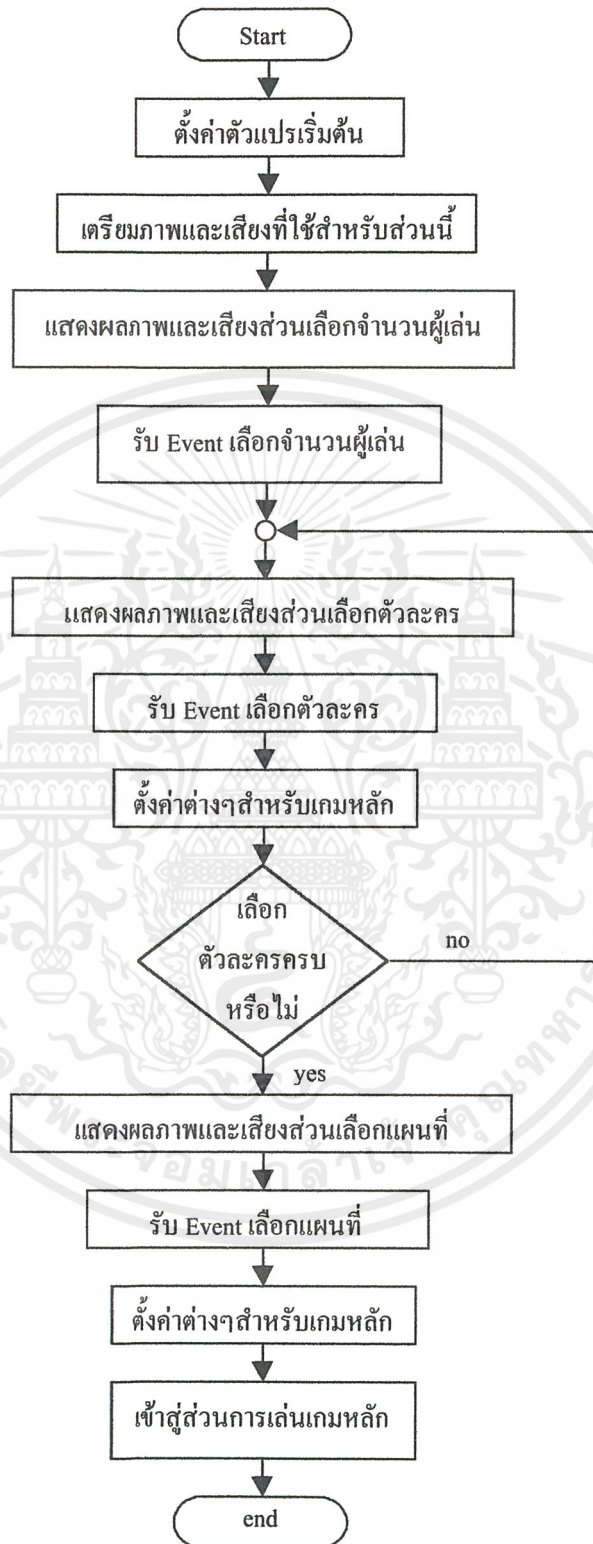 Start
ตั้งค่าตัวแปรเริ่มต้น
เตรียมภาพและเสียงที่ใช้สำหรับส่วนนี้
แสดงผลภาพและเสียงส่วนเลือกจำนวนผู้เล่น
รับ Event เลือกจำนวนผู้เล่น
แสดงผลภาพและเสียงส่วนเลือกตัวละคร
รับ Event เลือกตัวละคร
ตั้งค่าต่างๆสำหรับเกมหลัก
เลือก
ตัวละครครบ
หรือไม่
no
yes
แสดงผลภาพและเสียงส่วนเลือกแผนที่
รับ Event เลือกแผนที่
ตั้งค่าต่างๆสำหรับเกมหลัก
เข้าสู่ส่วนการเล่นเกมหลัก
end